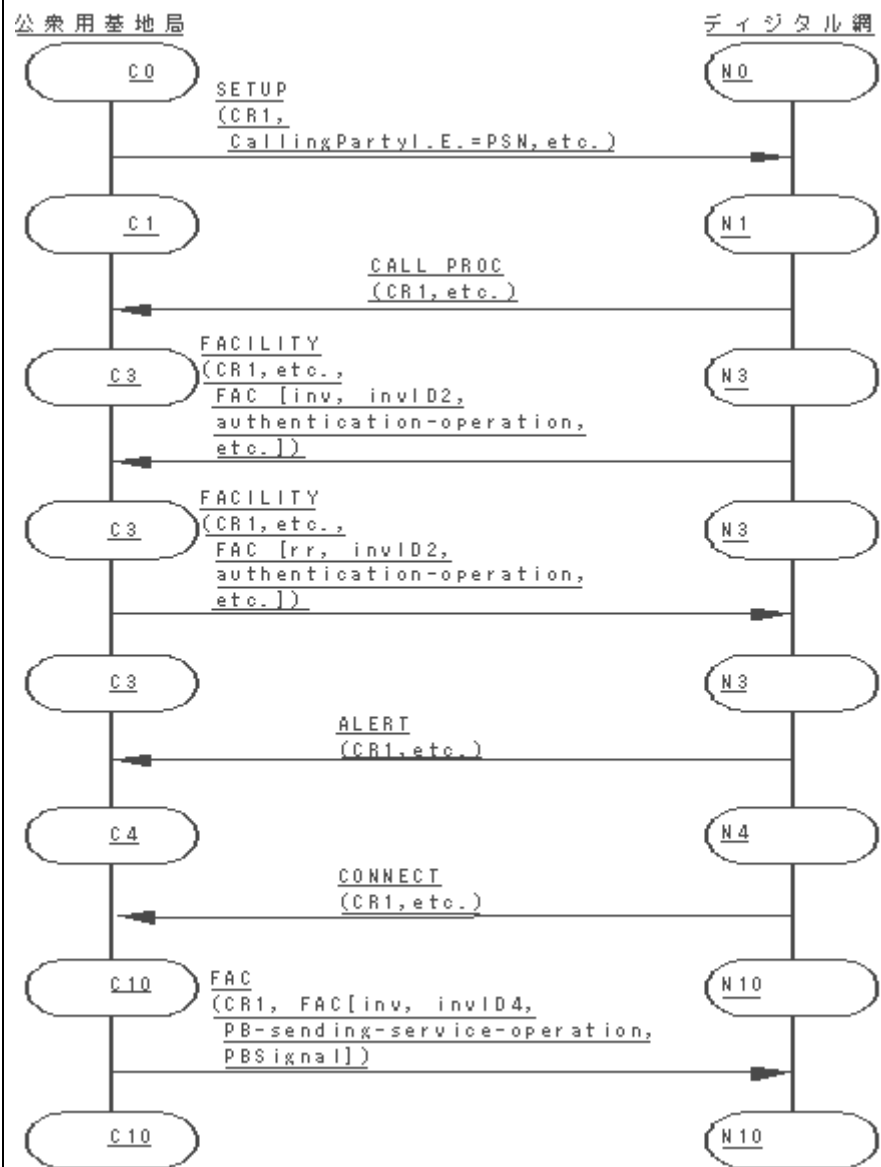 公衆用基地局 ディジタル網
C0 N0
SETUP
(CR1,
CallingPartyI.E.=PSN,etc.)
C1 N1
CALL PROC
(CR1,etc.)
FACILITY
C3 (CR1,etc., N3
FAC [inv, invID2,
authentication-operation,
etc.])
FACILITY
C3 (CR1,etc., N3
FAC [rr, invID2,
authentication-operation,
etc.])
C3 N3
ALERT
(CR1,etc.)
C4 N4
CONNECT
(CR1,etc.)
C10 FAC N10
(CR1, FAC[inv, invID4,
PB-sending-service-operation,
PBSignal])
C10 N10